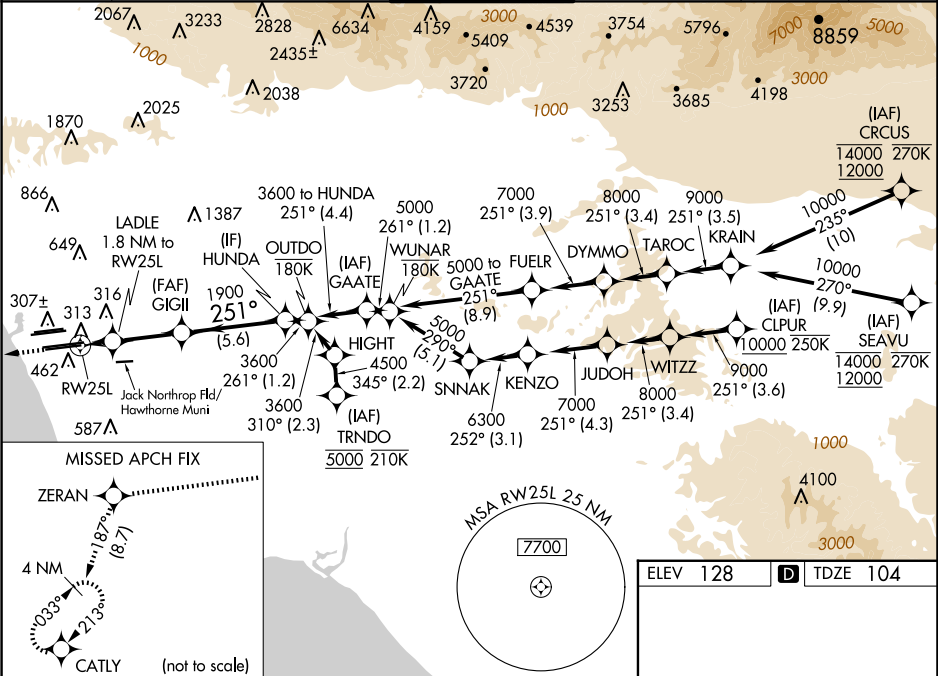 2067
3233
2828
6634
4159
3000
4539
3754
5796
7000
5000
8859
2435±
5409
1000
3720
3000
2038
4198
3253
3685
1000
2025
1870
(IAF)
CRCUS
14000 270K
12000
866
LADLE
1.8 NM to
RW25L
1387
3600 to HUNDA
251° (4.4)
5000
261° (1.2)
7000
251° (3.9)
8000
251° (3.4)
9000
251° (3.5)
10000
235°
(10)
649
(IF)
HUNDA
OUTDO
180K
(IAF)
GAATE
WUNAR
180K
FUELR
DYMMO
TAROC
KRAIN
5000 to
GAATE
251°
(8.9)
10000
270°
(9.9)
307±
313
316
(FAF)
GIGII
1900
251°
(5.6)
(IAF)
SEAVU
14000 270K
12000
(IAF)
CLPUR
10000 250K
5000
290°
(5.1)
462
RW25L
Jack Northrop Fld/
Hawthorne Muni
3600
261° (1.2)
HIGHT
4500
345° (2.2)
SNNAK
KENZO
JUDOH
WITZZ
9000
251° (3.6)
3600
310° (2.3)
6300
252° (3.1)
7000
251° (4.3)
8000
251° (3.4)
(IAF)
TRNDO
5000 210K
587
1000
4100
3000
MISSED APCH FIX
ZERAN
187°
(8.7)
4 NM
033°
213°
CATLY
(not to scale)
MSA RW25L 25 NM
7700
ELEV 128 D TDZE 104